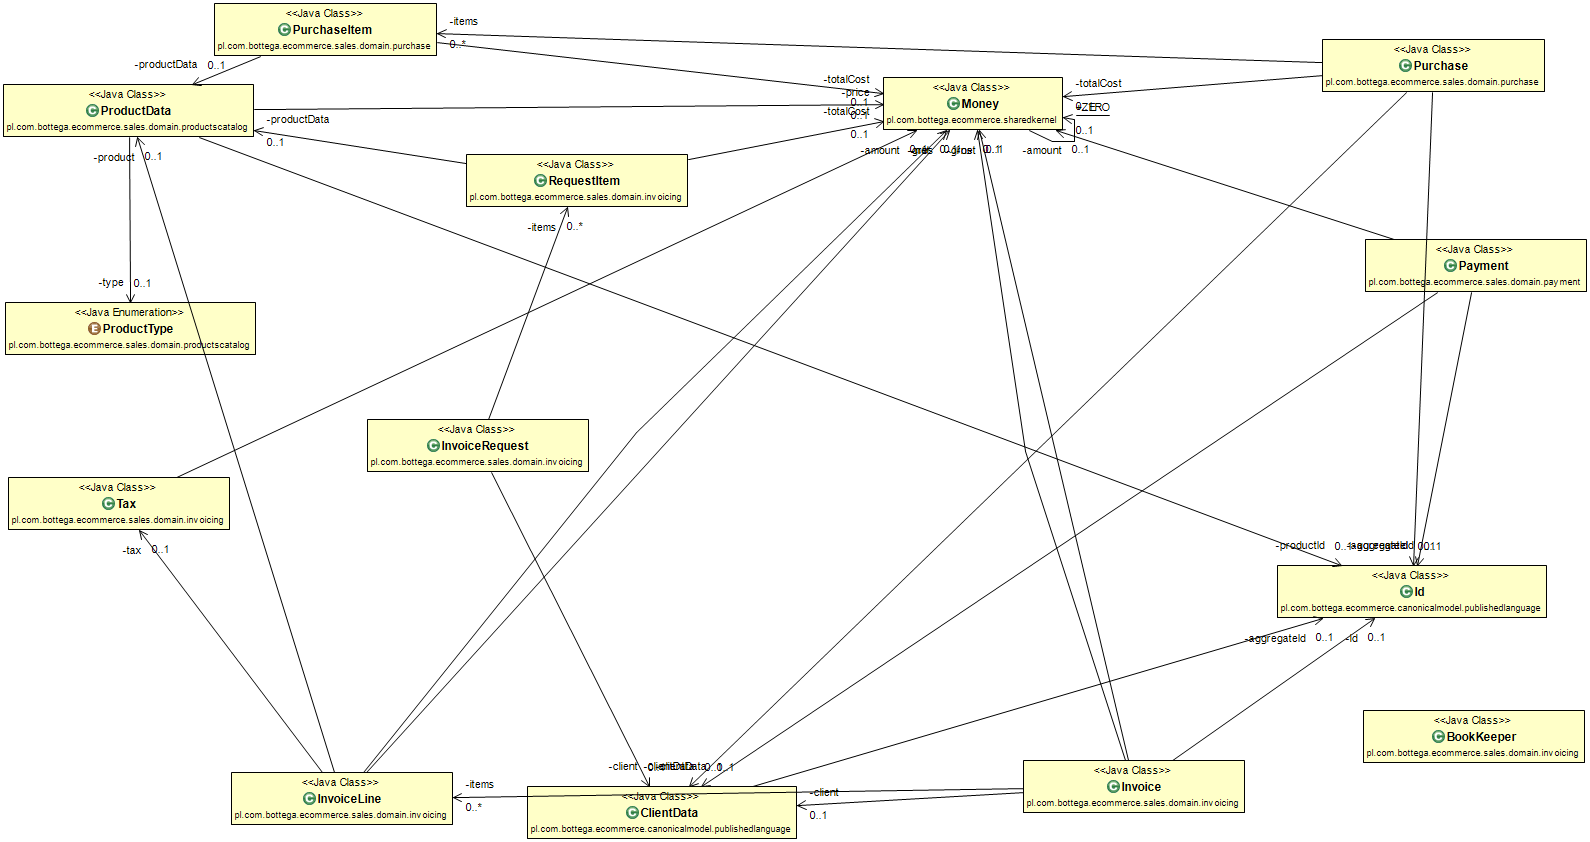 <<Java Class>>
PurchaseItem
pl.com.bottega.ecommerce.sales.domain.purchase
-items
0..*
<<Java Class>>
Purchase
pl.com.bottega.ecommerce.sales.domain.purchase
-productData 0..1
<<Java Class>>
ProductData
pl.com.bottega.ecommerce.sales.domain.productscatalog
-totalCost
-price
0..1
-totalCost
0..1
0..1
<<Java Class>>
Money
pl.com.bottega.ecommerce.sharedkernel
-totalCost
0..1
+ZERO
0..1
-productData
0..1
-product 0..1
<<Java Class>>
RequestItem
pl.com.bottega.ecommerce.sales.domain.invoicing
-amount
-amount 0..1
-items 0..*
<<Java Class>>
Payment
pl.com.bottega.ecommerce.sales.domain.payment
-type 0..1
<<Java Enumeration>>
ProductType
pl.com.bottega.ecommerce.sales.domain.productscatalog
<<Java Class>>
InvoiceRequest
pl.com.bottega.ecommerce.sales.domain.invoicing
<<Java Class>>
Tax
pl.com.bottega.ecommerce.sales.domain.invoicing
-tax 0..1
-productId
<<Java Class>>
Id
pl.com.bottega.ecommerce.canonicalmodel.publishedlanguage
-aggregateId 0..1
-id 0..1
<<Java Class>>
BookKeeper
pl.com.bottega.ecommerce.sales.domain.invoicing
-client
<<Java Class>>
InvoiceLine
pl.com.bottega.ecommerce.sales.domain.invoicing
-items
0..*
<<Java Class>>
ClientData
pl.com.bottega.ecommerce.canonicalmodel.publishedlanguage
-client
0..1
<<Java Class>>
Invoice
pl.com.bottega.ecommerce.sales.domain.invoicing